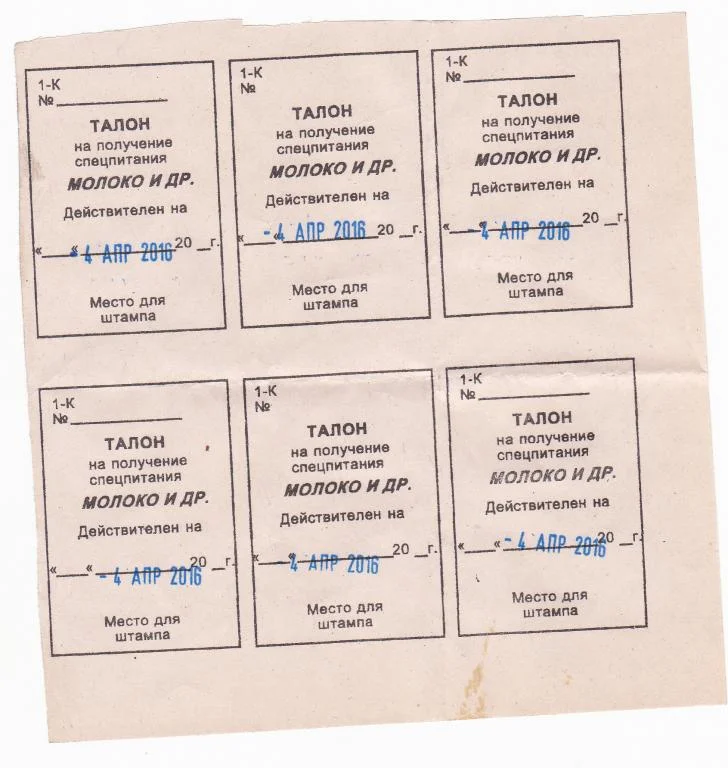 1-К
№
ТАЛОН
на получение
спецпитания
МОЛОКО И ДР.
Действителен на
«    « 20 г.
- 4 АПР 2016
Место для
штампа
1-К
№
ТАЛОН
на получение
спецпитания
МОЛОКО И ДР.
Действителен на
«    « 20 г.
- 4 АПР 2016
Место для
штампа
1-К
№
ТАЛОН
на получение
спецпитания
МОЛОКО И ДР.
Действителен на
«    « 20 г.
- 4 АПР 2016
Место для
штампа
1-К
№
ТАЛОН
на получение
спецпитания
МОЛОКО И ДР.
Действителен на
«    « 20 г.
- 4 АПР 2016
Место для
штампа
1-К
№
ТАЛОН
на получение
спецпитания
МОЛОКО И ДР.
Действителен на
«    « 20 г.
- 4 АПР 2016
Место для
штампа
1-К
№
ТАЛОН
на получение
спецпитания
МОЛОКО И ДР.
Действителен на
«    « 20 г.
- 4 АПР 2016
Место для
штампа